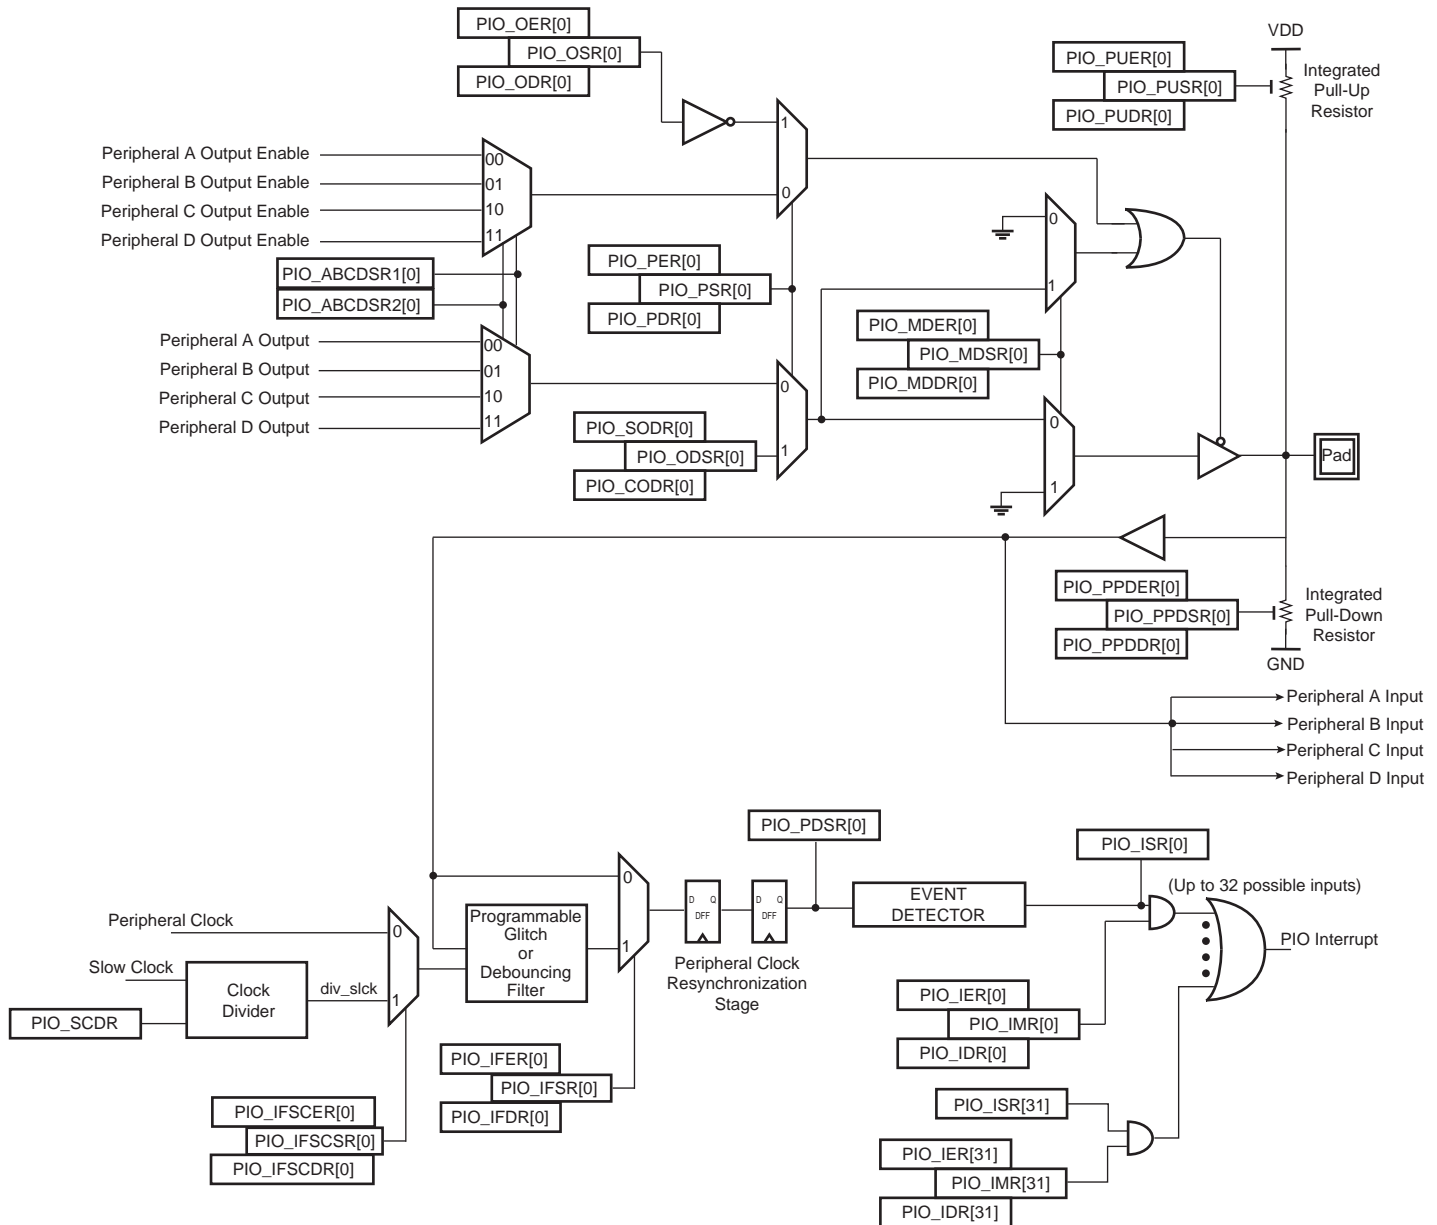 PIO_OER[0]
PIO_OSR[0]
PIO_ODR[0]
VDD
PIO_PUER[0]
PIO_PUSR[0]
PIO_PUDR[0]
Integrated
Pull-Up
Resistor
1
0
Peripheral A Output Enable
Peripheral B Output Enable
Peripheral C Output Enable
Peripheral D Output Enable
00
01
10
11
PIO_ABCDSR1[0]
PIO_ABCDSR2[0]
PIO_PER[0]
PIO_PSR[0]
PIO_PDR[0]
0
1
PIO_MDER[0]
PIO_MDSR[0]
PIO_MDDR[0]
Peripheral A Output
Peripheral B Output
Peripheral C Output
Peripheral D Output
00
01
10
11
0
1
PIO_SODR[0]
PIO_ODSR[0]
PIO_CODR[0]
0
1
Pad
PIO_PPDER[0]
PIO_PPDSR[0]
PIO_PPDDR[0]
Integrated
Pull-Down
Resistor
GND
Peripheral A Input
Peripheral B Input
Peripheral C Input
Peripheral D Input
PIO_PDSR[0]
PIO_ISR[0]
(Up to 32 possible inputs)
EVENT
DETECTOR
0
1
D Q
DFF
D Q
DFF
Peripheral Clock
Resynchronization
Stage
Programmable
Glitch
or
Debouncing
Filter
Peripheral Clock
Slow Clock
Clock
Divider
div_slck
0
1
PIO_SCDR
PIO Interrupt
PIO_IER[0]
PIO_IMR[0]
PIO_IDR[0]
PIO_IFER[0]
PIO_IFSR[0]
PIO_IFDR[0]
PIO_IFSCER[0]
PIO_IFSCSR[0]
PIO_IFSCDR[0]
PIO_ISR[31]
PIO_IER[31]
PIO_IMR[31]
PIO_IDR[31]